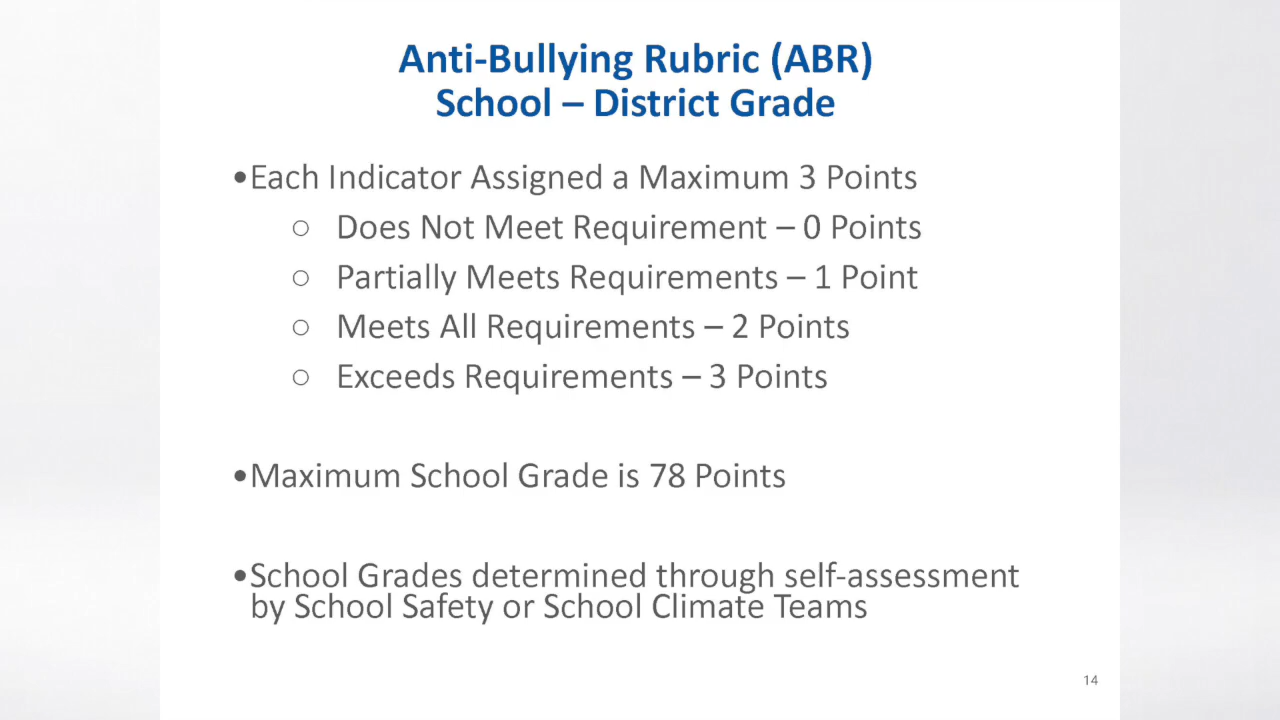 Anti-Bullying Rubric (ABR)
School – District Grade
•Each Indicator Assigned a Maximum 3 Points
○ Does Not Meet Requirement – 0 Points
○ Partially Meets Requirements – 1 Point
○ Meets All Requirements – 2 Points
○ Exceeds Requirements – 3 Points
•Maximum School Grade is 78 Points
•School Grades determined through self-assessment
by School Safety or School Climate Teams
14